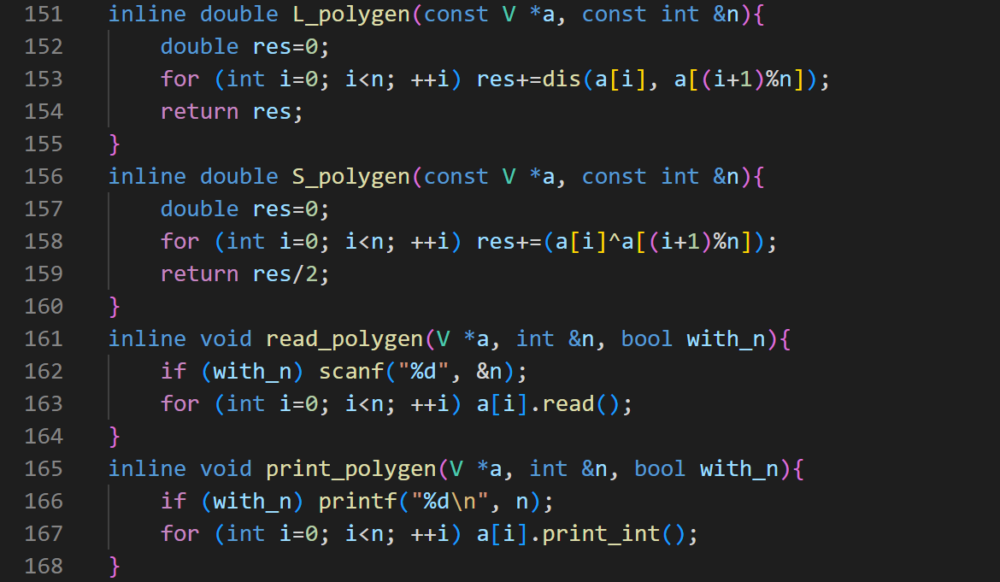 151 inline double L_polygen(const V *a, const int &n){
152     double res=0;
153     for (int i=0; i<n; ++i) res+=dis(a[i], a[(i+1)%n]);
154     return res;
155 }
156 inline double S_polygen(const V *a, const int &n){
157     double res=0;
158     for (int i=0; i<n; ++i) res+=(a[i]^a[(i+1)%n]);
159     return res/2;
160 }
161 inline void read_polygen(V *a, int &n, bool with_n){
162     if (with_n) scanf("%d", &n);
163     for (int i=0; i<n; ++i) a[i].read();
164 }
165 inline void print_polygen(V *a, int &n, bool with_n){
166     if (with_n) printf("%d\n", n);
167     for (int i=0; i<n; ++i) a[i].print_int();
168 }